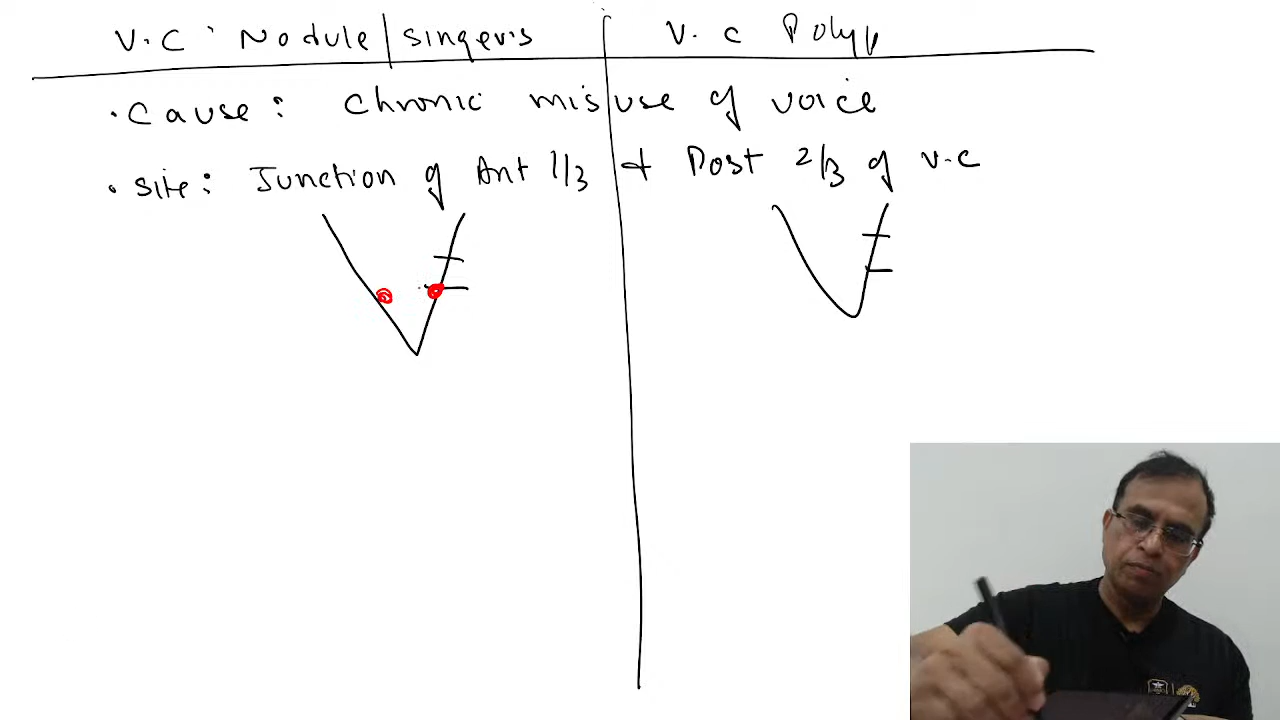 V.C Nodule | singer's
V. C Polyp
• Cause: Chronic misuse of voice
• Site: Junction of Ant 1/3 + Post 2/3 of V.C